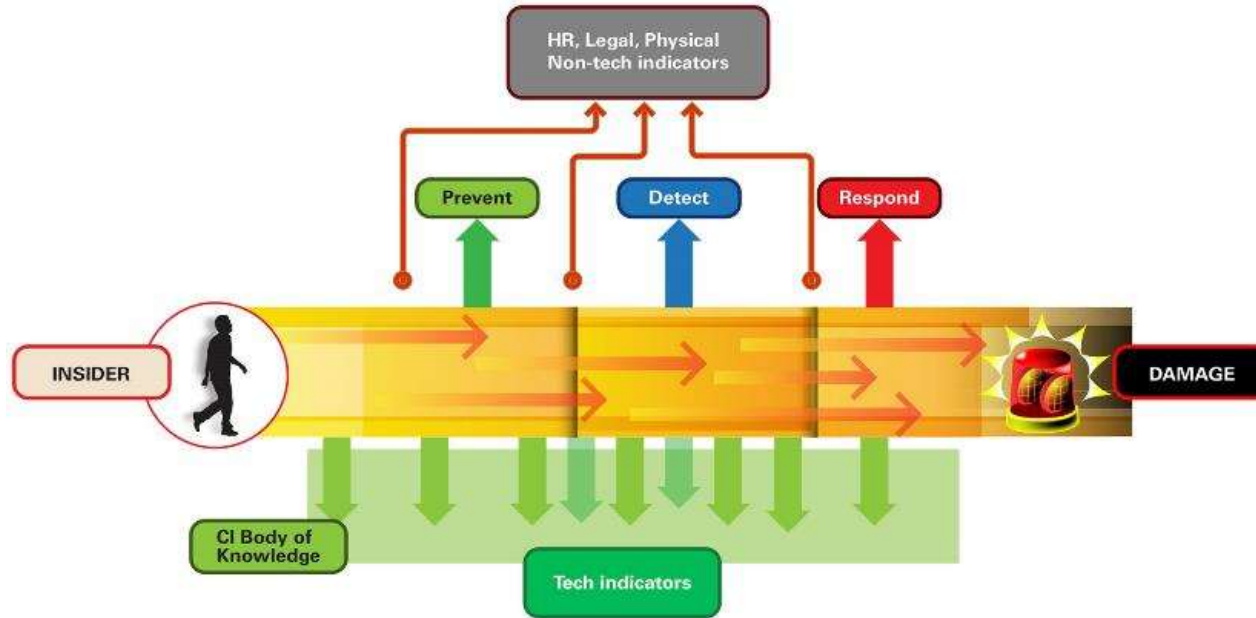 HR, Legal, Physical
Non-tech indicators
Prevent
Detect
Respond
INSIDER
DAMAGE
CI Body of
Knowledge
Tech indicators